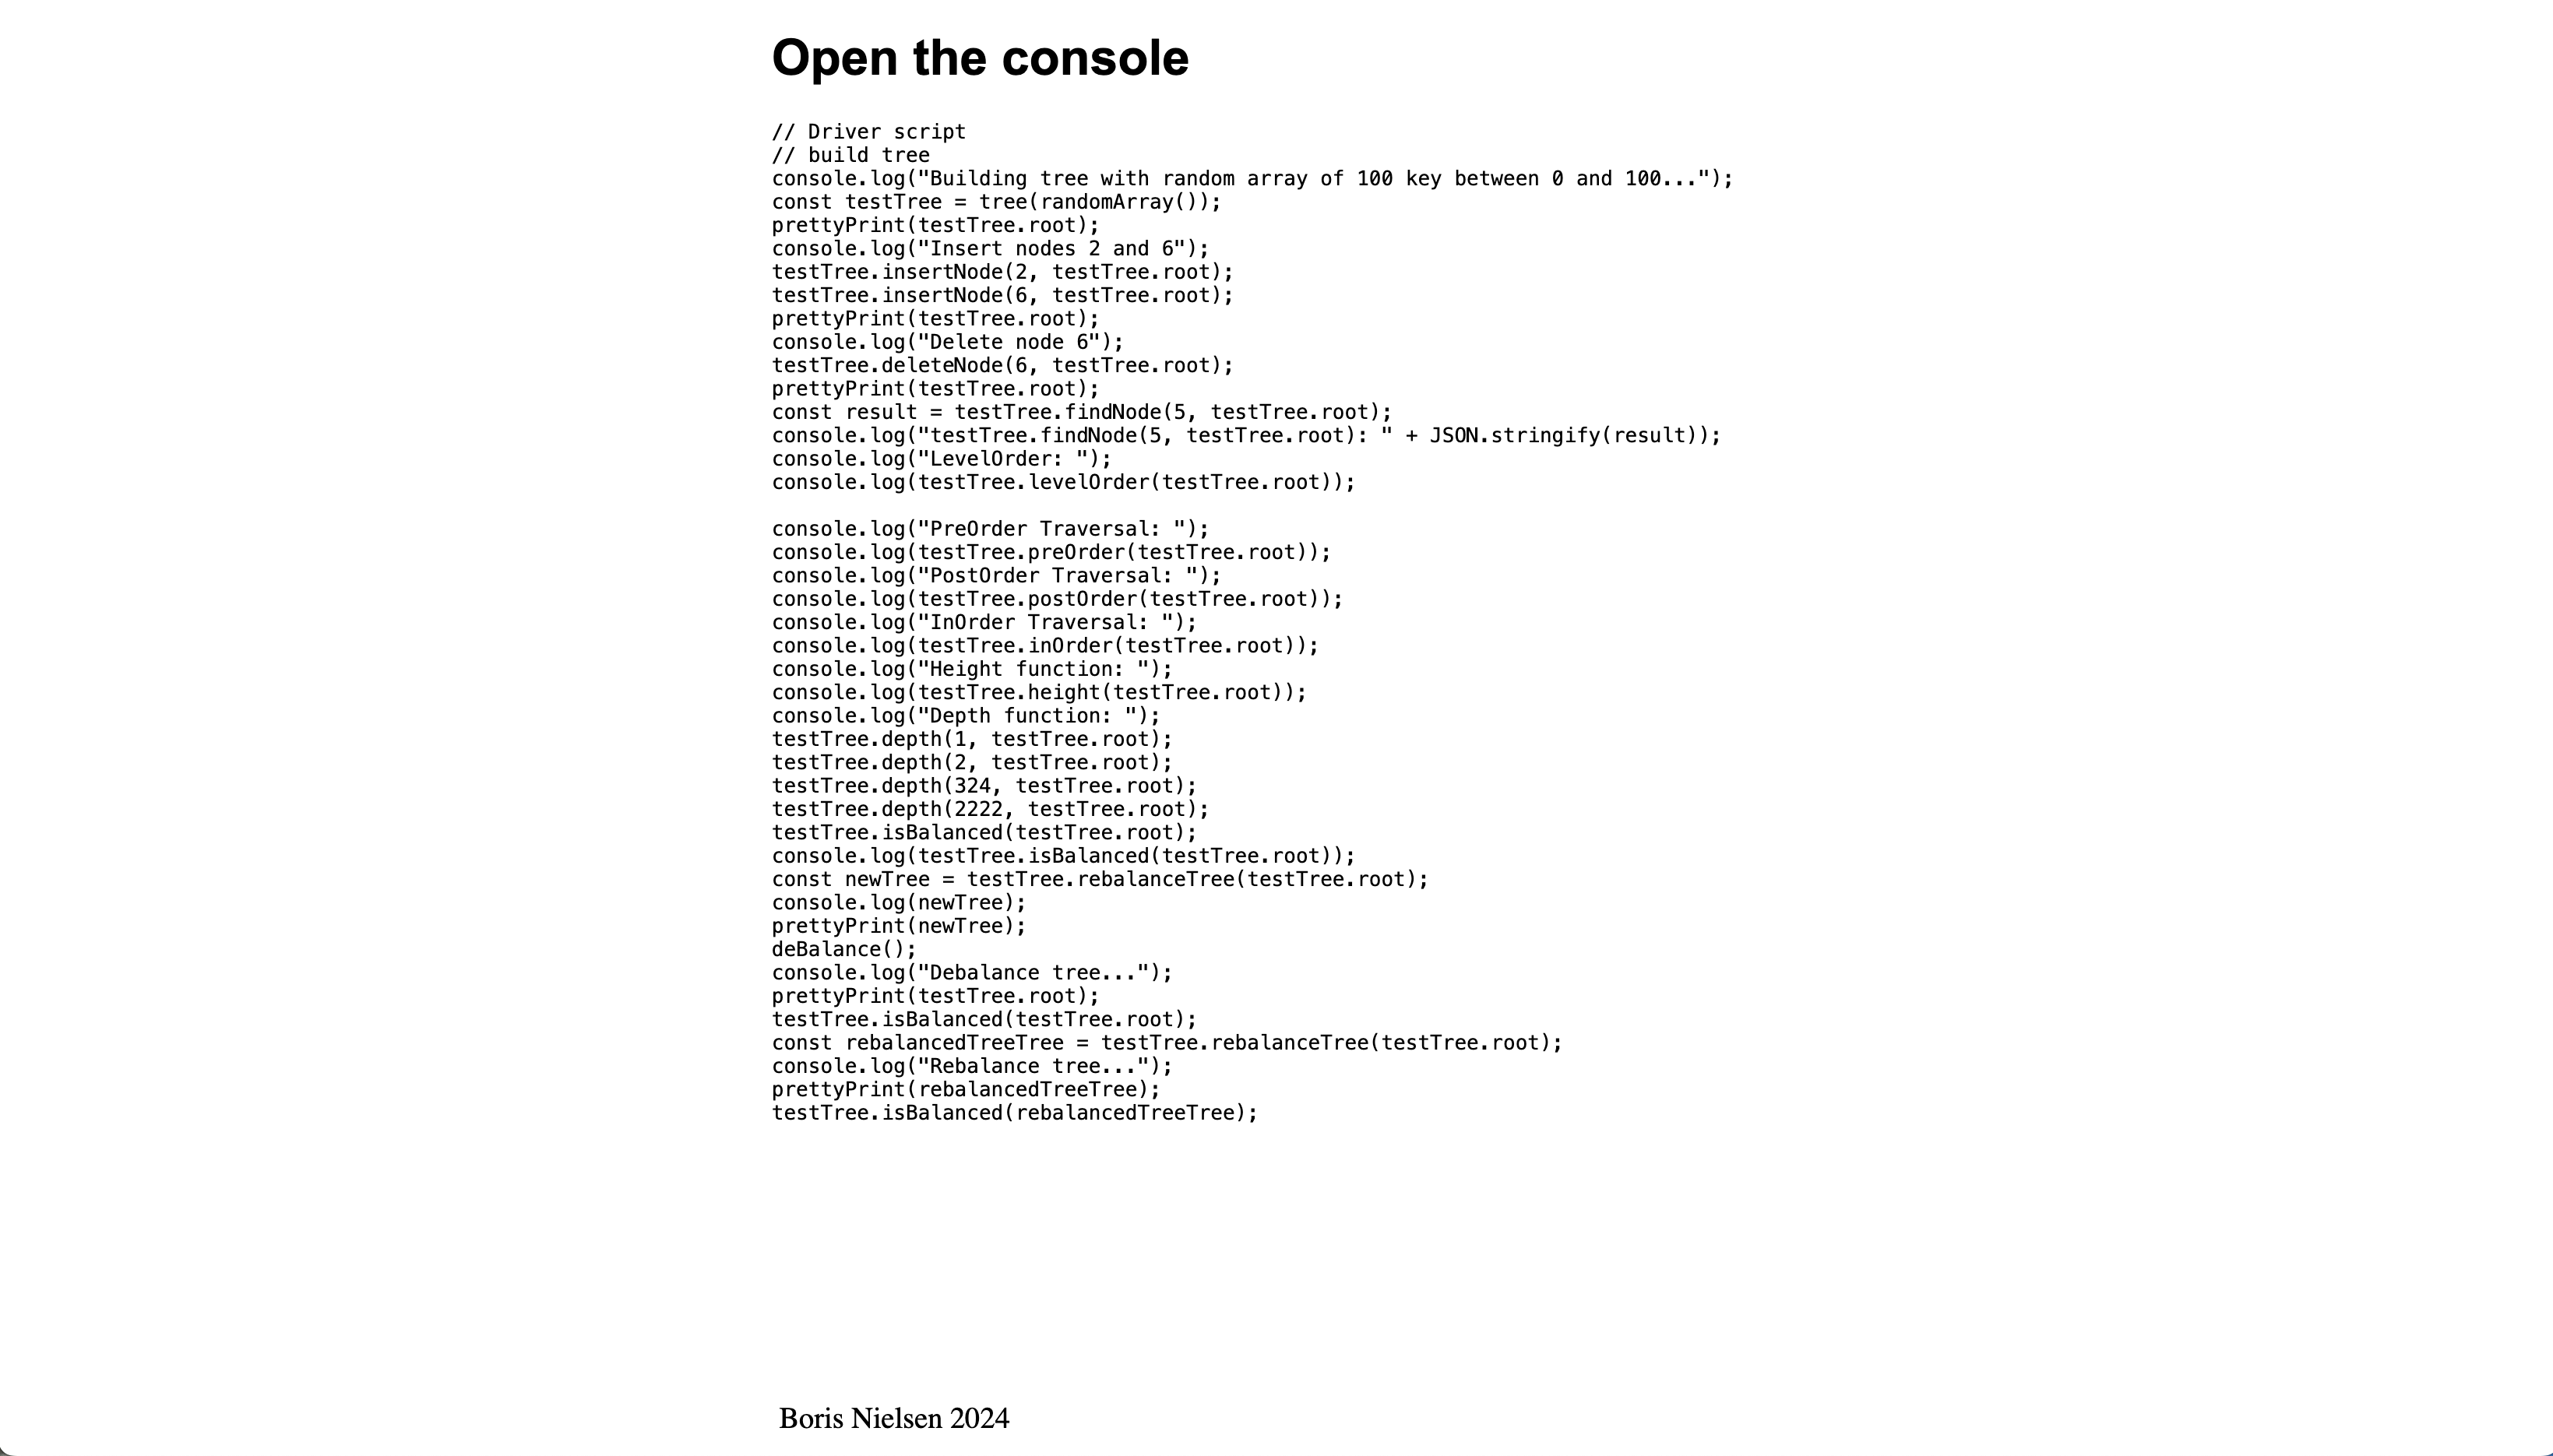 Open the console
// Driver script
// build tree
console.log("Building tree with random array of 100 key between 0 and 100...");
const testTree = tree(randomArray());
prettyPrint(testTree.root);
console.log("Insert nodes 2 and 6");
testTree.insertNode(2, testTree.root);
testTree.insertNode(6, testTree.root);
prettyPrint(testTree.root);
console.log("Delete node 6");
testTree.deleteNode(6, testTree.root);
prettyPrint(testTree.root);
const result = testTree.findNode(5, testTree.root);
console.log("testTree.findNode(5, testTree.root): " + JSON.stringify(result));
console.log("LevelOrder: ");
console.log(testTree.levelOrder(testTree.root));

console.log("PreOrder Traversal: ");
console.log(testTree.preOrder(testTree.root));
console.log("PostOrder Traversal: ");
console.log(testTree.postOrder(testTree.root));
console.log("InOrder Traversal: ");
console.log(testTree.inOrder(testTree.root));
console.log("Height function: ");
console.log(testTree.height(testTree.root));
console.log("Depth function: ");
testTree.depth(1, testTree.root);
testTree.depth(2, testTree.root);
testTree.depth(324, testTree.root);
testTree.depth(2222, testTree.root);
testTree.isBalanced(testTree.root);
console.log(testTree.isBalanced(testTree.root));
const newTree = testTree.rebalanceTree(testTree.root);
console.log(newTree);
prettyPrint(newTree);
deBalance();
console.log("Debalance tree...");
prettyPrint(testTree.root);
testTree.isBalanced(testTree.root);
const rebalancedTreeTree = testTree.rebalanceTree(testTree.root);
console.log("Rebalance tree...");
prettyPrint(rebalancedTreeTree);
testTree.isBalanced(rebalancedTreeTree);
Boris Nielsen 2024